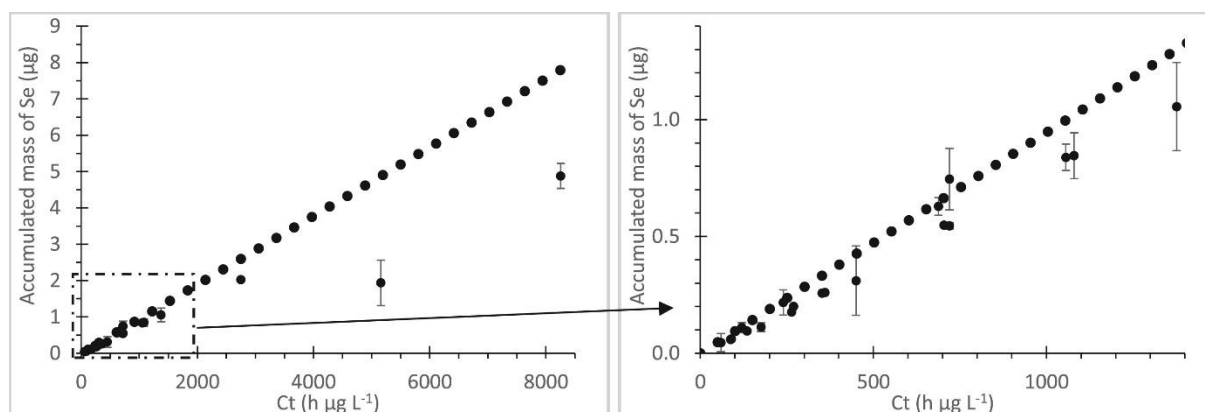 Accumulated mass of Se (µg)
9
8
7
6
5
4
3
2
1
0
0 2000 4000 6000 8000
Ct (h µg L⁻¹)
Accumulated mass of Se (µg)
1.0
0.5
0.0
0 500 1000
Ct (h µg L⁻¹)